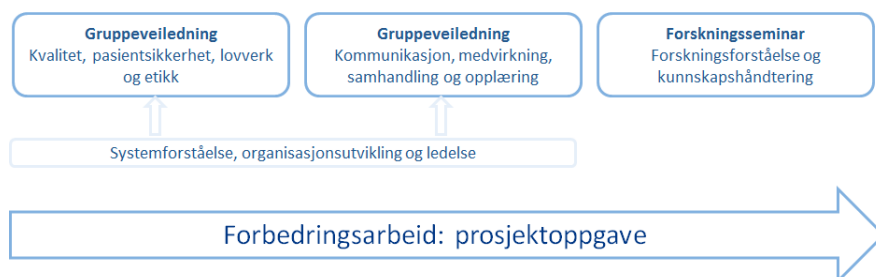 Gruppeveiledning
Kvalitet, pasientsikkerhet, lovverk
og etikk
Gruppeveiledning
Kommunikasjon, medvirkning,
samhandling og opplæring
Forskningsseminar
Forskningsforståelse og
kunnskapshåndtering
Systemforståelse, organisasjonsutvikling og ledelse
Forbedringsarbeid: prosjektoppgave